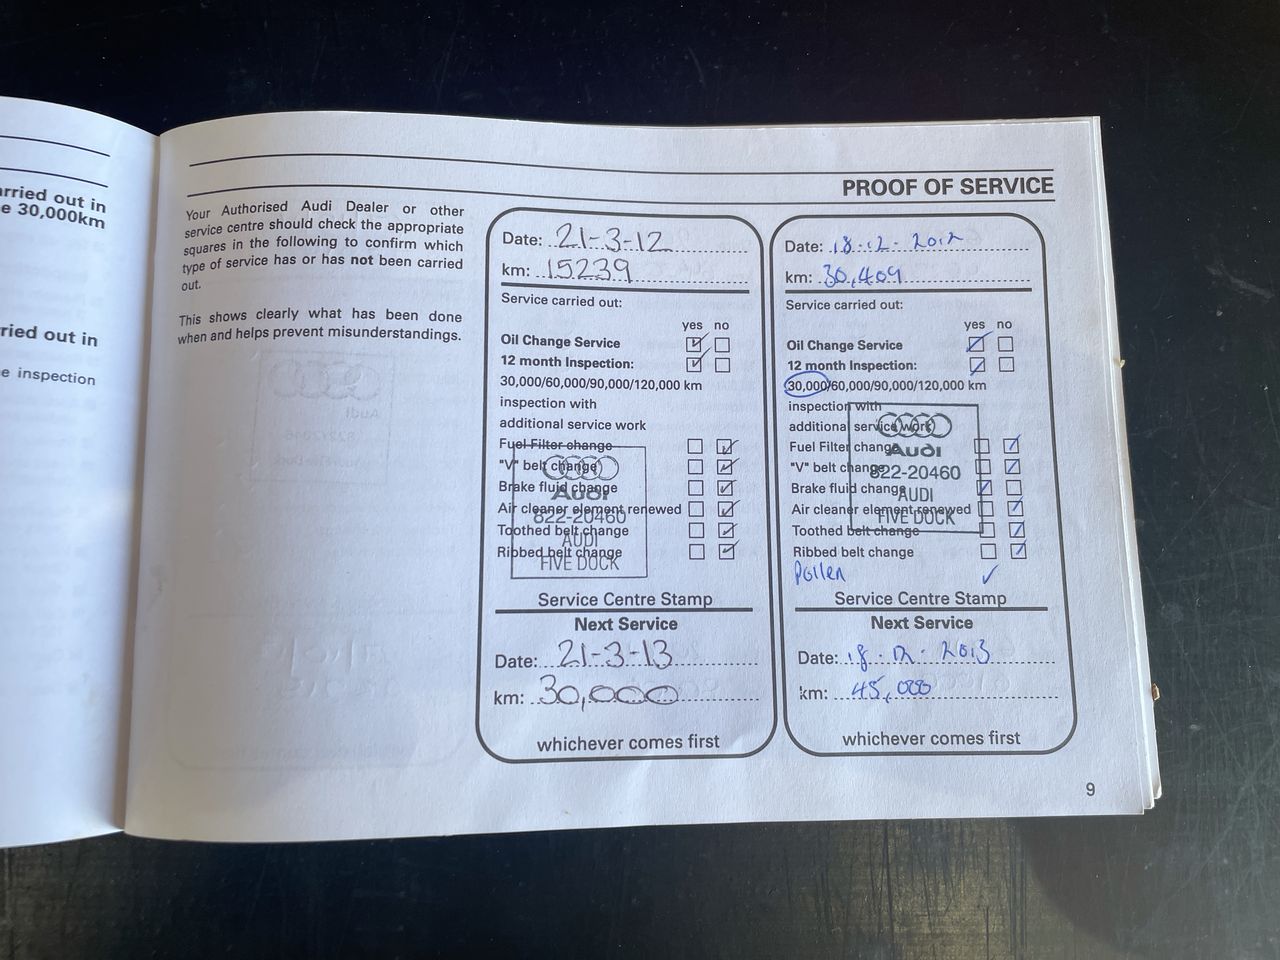 arried out in
e 30,000km
ried out in
e inspection
PROOF OF SERVICE
Your Authorised Audi Dealer or other
service centre should check the appropriate
squares in the following to confirm which
type of service has or has not been carried
out.
This shows clearly what has been done
when and helps prevent misunderstandings.
Date: 21-3-12
km: 15239
Service carried out:
yes no
Oil Change Service
12 month Inspection:
30,000/60,000/90,000/120,000 km
inspection with
additional service work
Fuel Filter change
"V" belt change
Brake fluid change
Air cleaner element renewed
Toothed belt change
Ribbed belt change
Audi
822-20460
AUDI
FIVE DOCK
Service Centre Stamp
Next Service
Date: 21-3-13
km: 30,000
whichever comes first
Date: 18.12.2012
km: 30,409
Service carried out:
yes no
Oil Change Service
12 month Inspection:
30,000/60,000/90,000/120,000 km
inspection with
additional service work
Fuel Filter change
"V" belt change
Brake fluid change
Air cleaner element renewed
Toothed belt change
Ribbed belt change
Pollen
Audi
822-20460
AUDI
FIVE DOCK
Service Centre Stamp
Next Service
Date: 18.12.2013
km: 45,000
whichever comes first
9